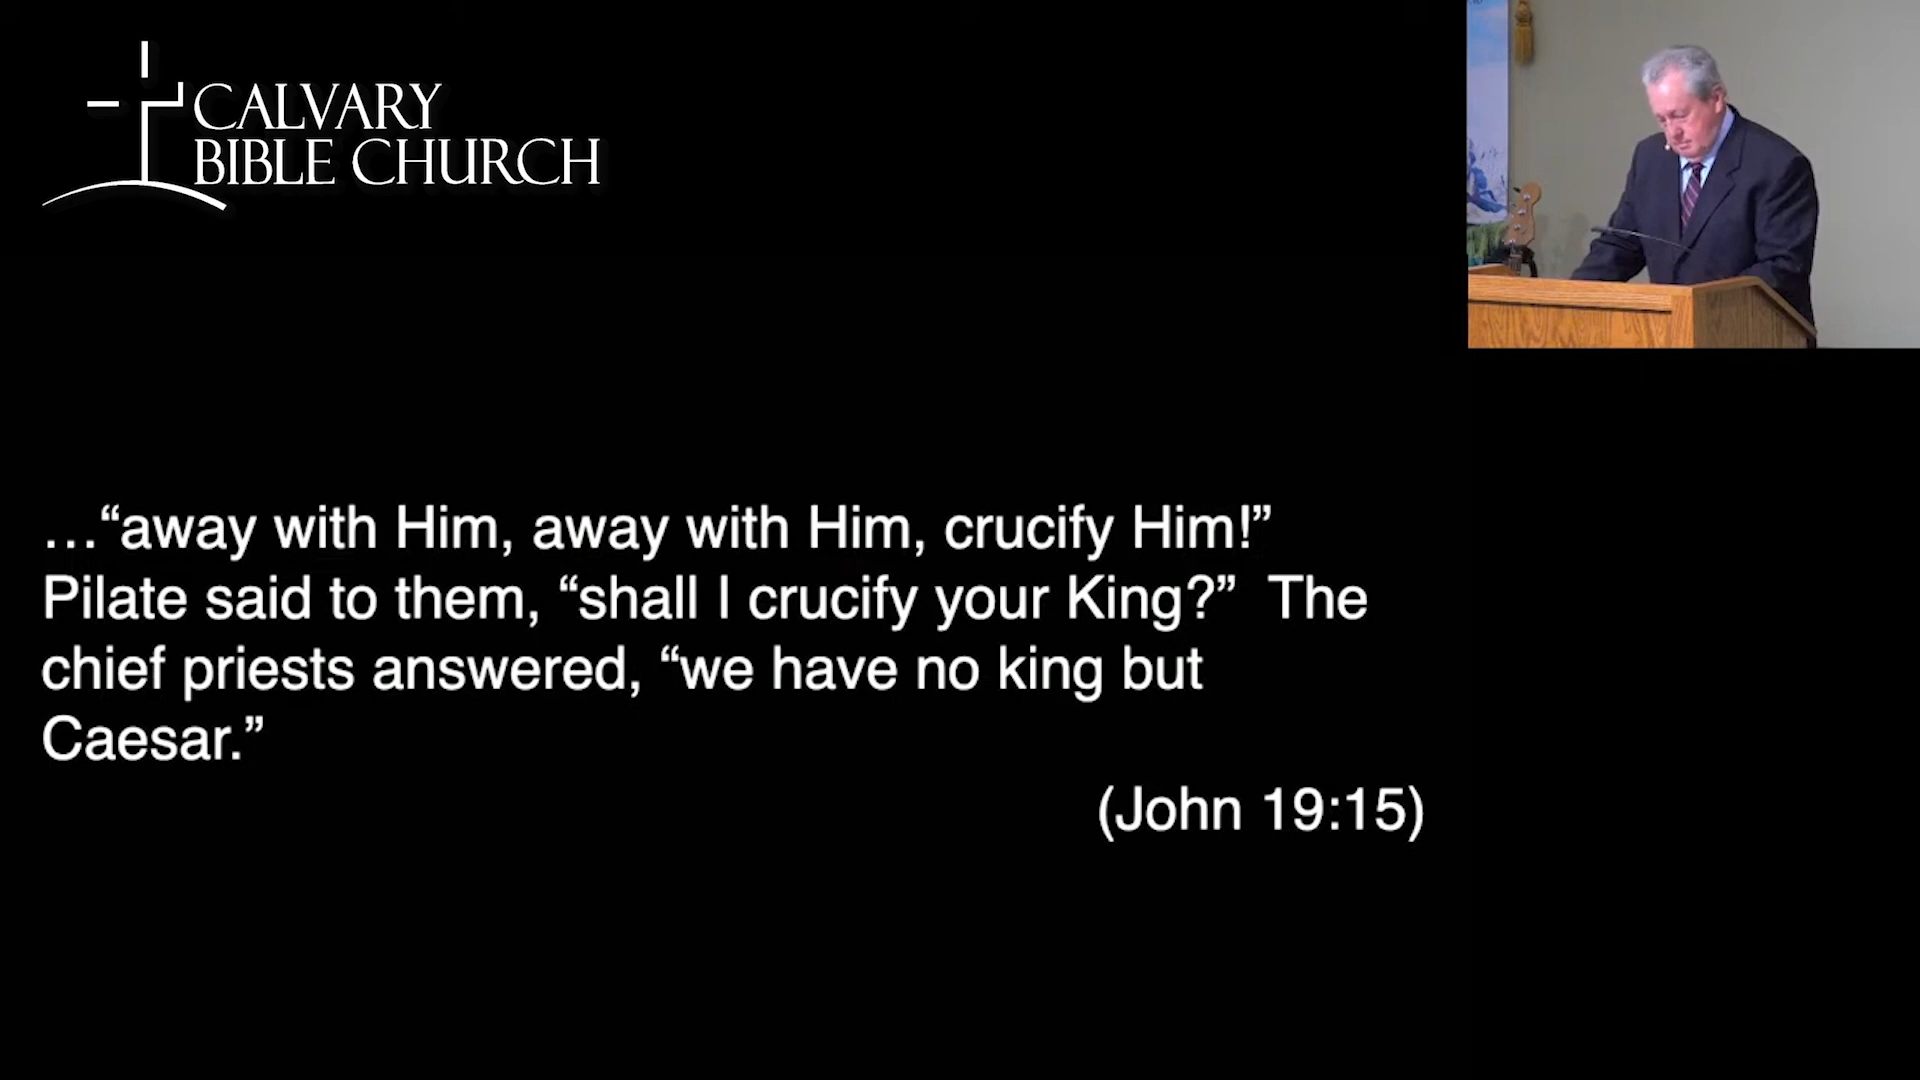 CALVARY
BIBLE CHURCH
…“away with Him, away with Him, crucify Him!”
Pilate said to them, “shall I crucify your King?”  The
chief priests answered, “we have no king but
Caesar.”
(John 19:15)